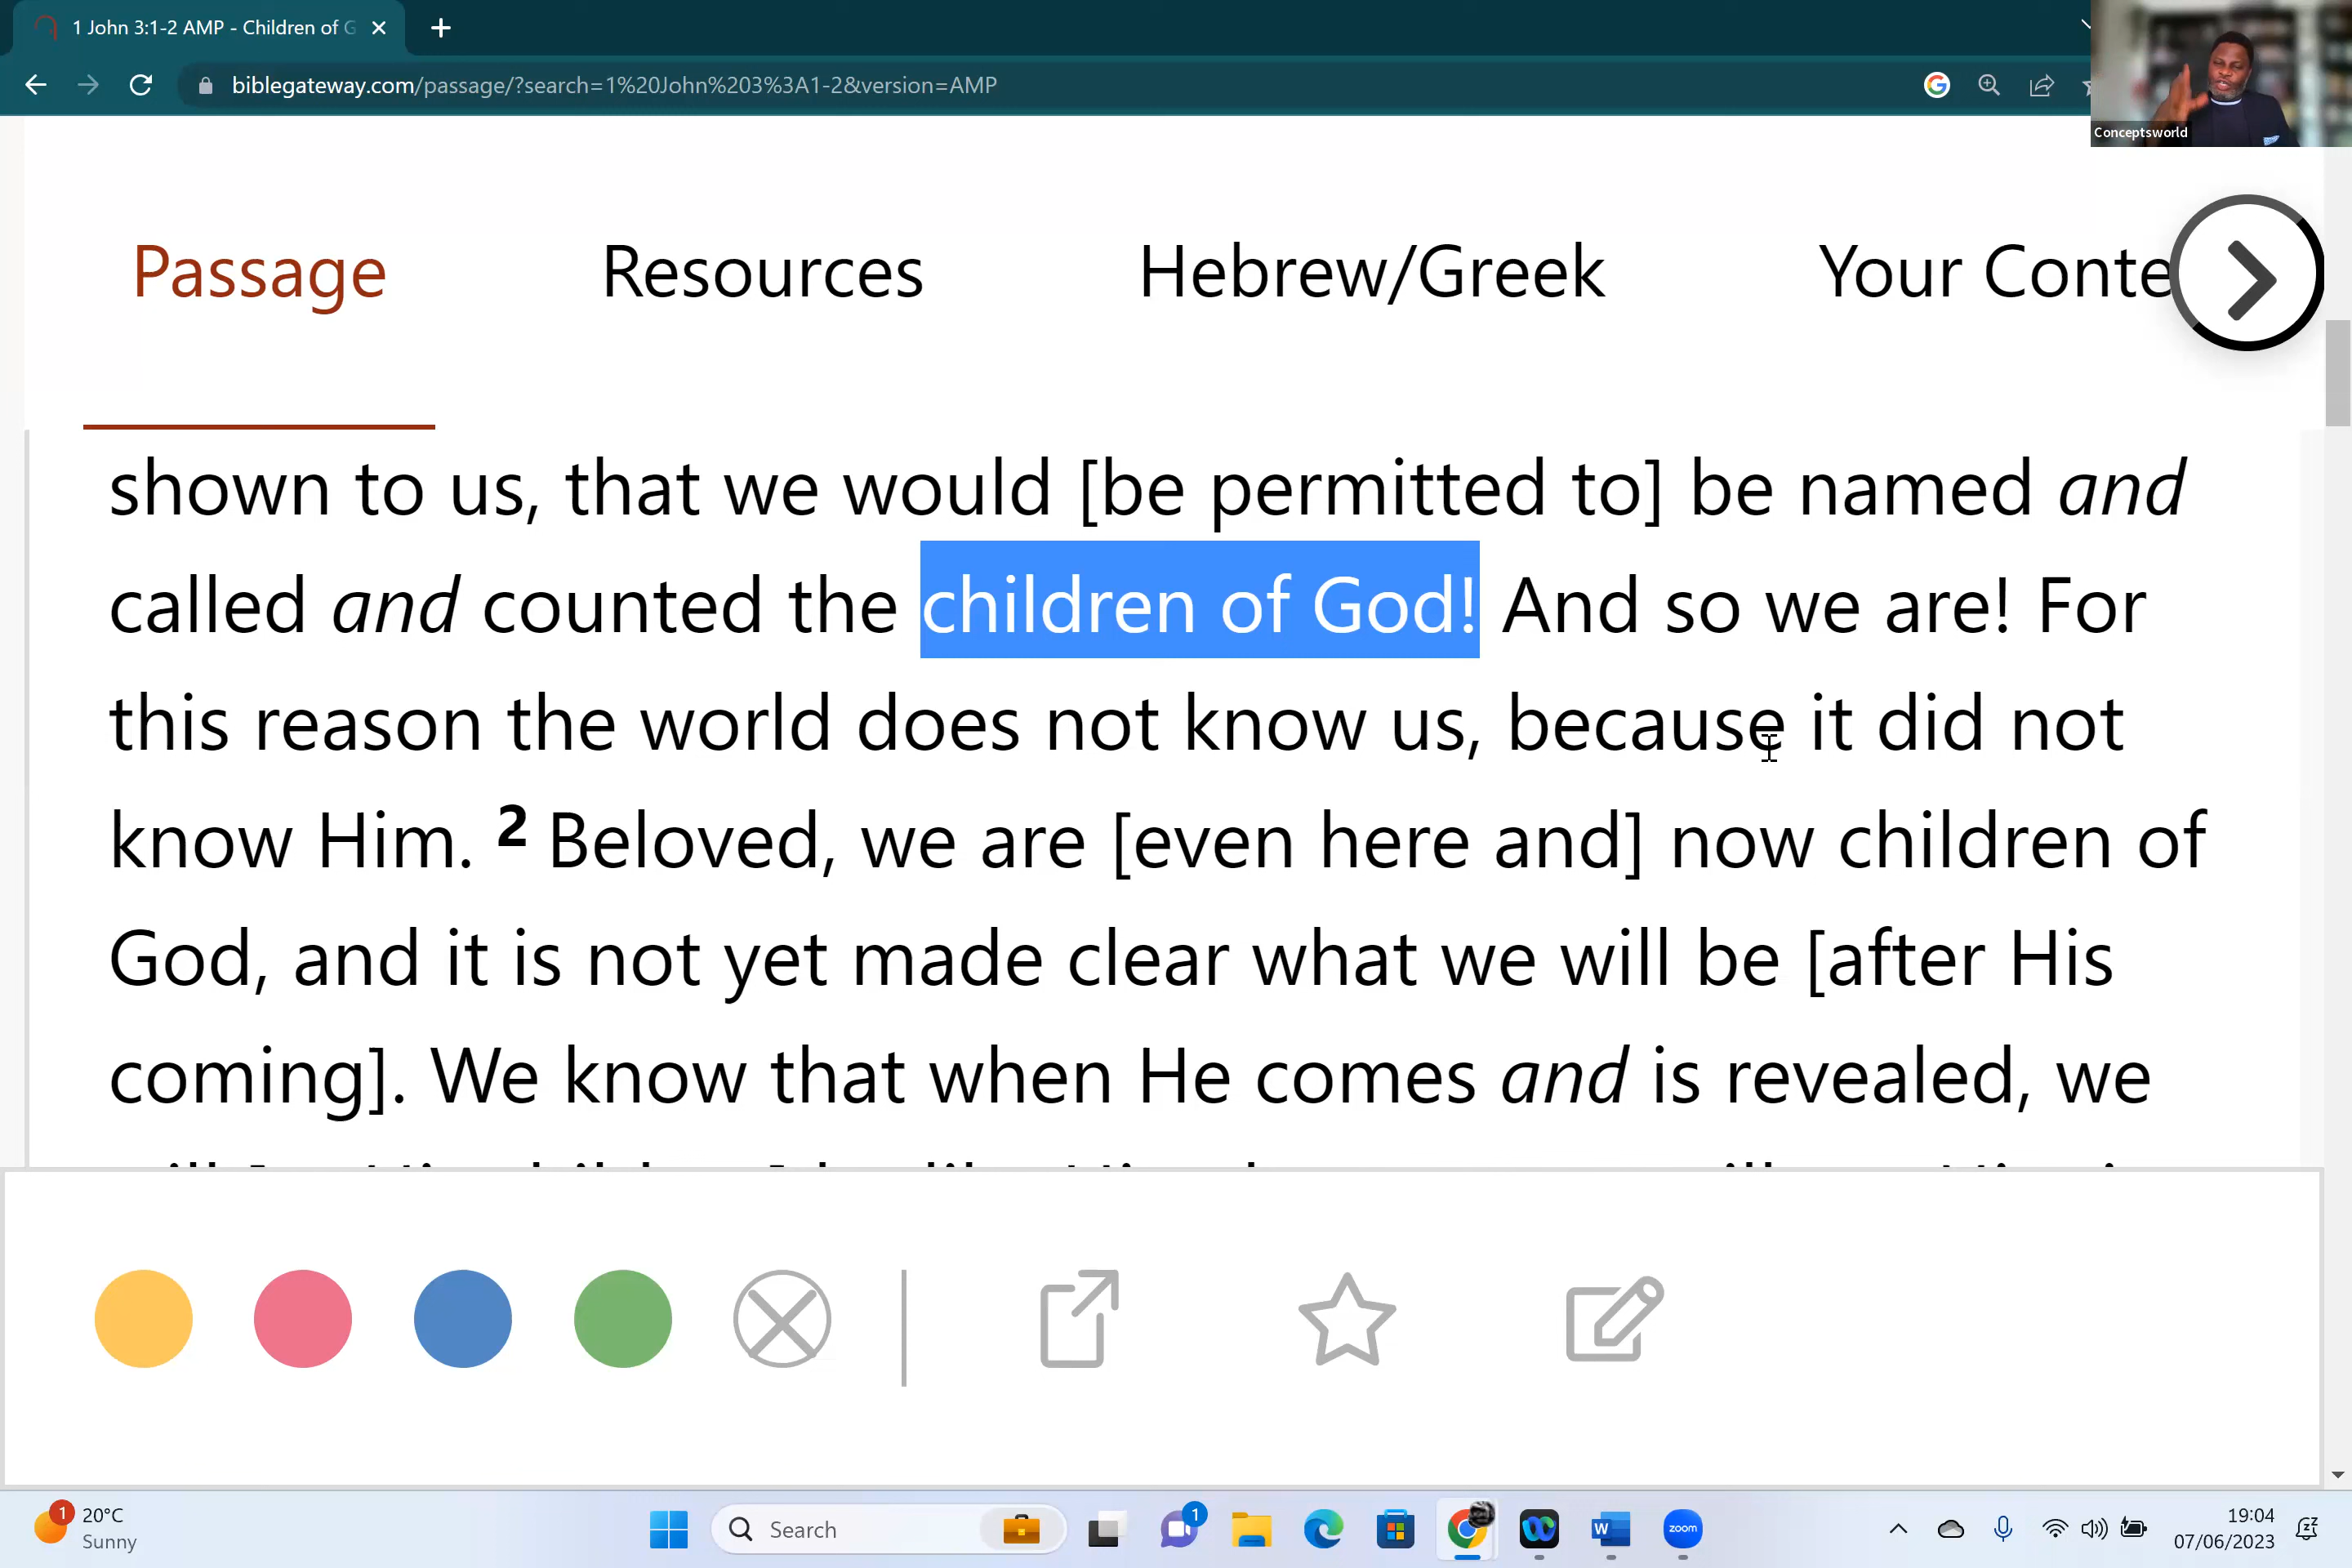 1 John 3:1-2 AMP - Children of G
biblegateway.com/passage/?search=1%20John%203%3A1-2&version=AMP
Conceptsworld
Passage Resources Hebrew/Greek Your Conte
shown to us, that we would [be permitted to] be named and
called and counted the children of God! And so we are! For
this reason the world does not know us, because it did not
know Him. 2 Beloved, we are [even here and] now children of
God, and it is not yet made clear what we will be [after His
coming]. We know that when He comes and is revealed, we
1
20°C
Sunny
Search
1
W
zoom
19:04
07/06/2023